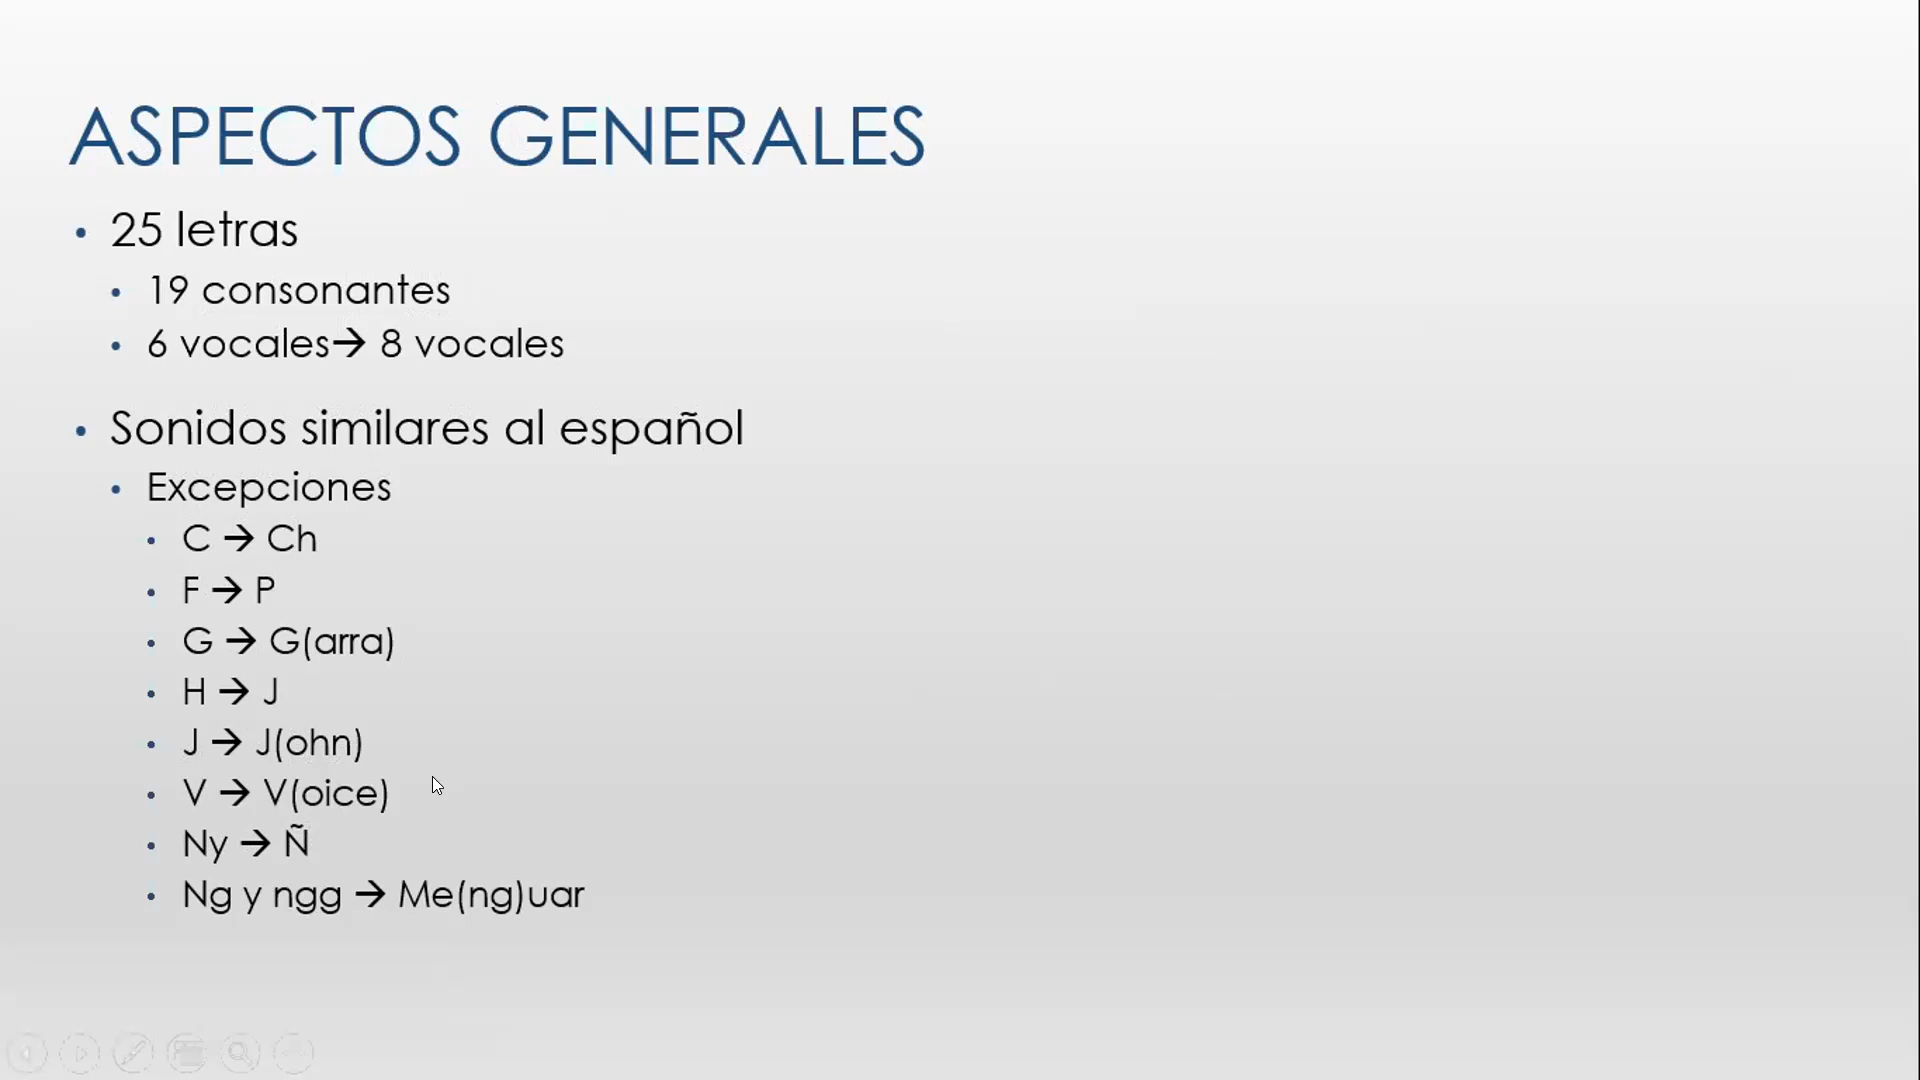 ASPECTOS GENERALES
• 25 letras
• 19 consonantes
• 6 vocales→ 8 vocales
• Sonidos similares al español
• Excepciones
• C → Ch
• F → P
• G → G(arra)
• H → J
• J → J(ohn)
• V → V(oice)
• Ny → Ñ
• Ng y ngg → Me(ng)uar